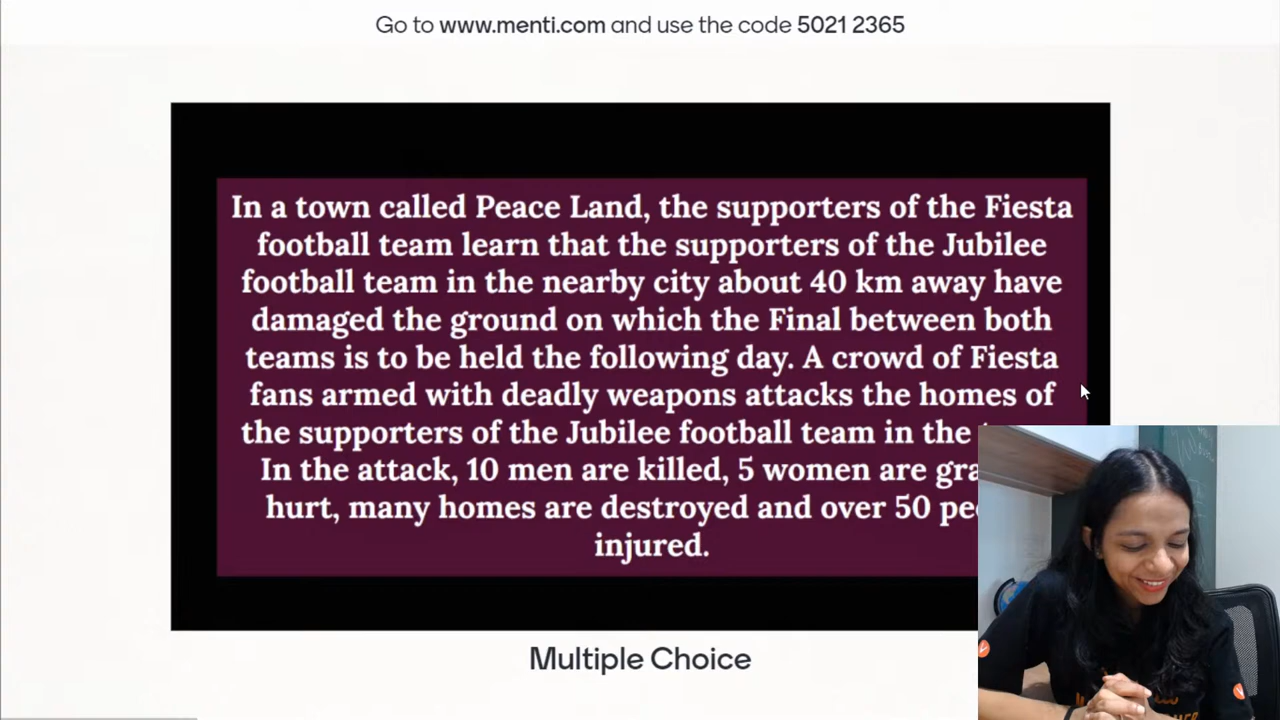 Go to www.menti.com and use the code 5021 2365
In a town called Peace Land, the supporters of the Fiesta
football team learn that the supporters of the Jubilee
football team in the nearby city about 40 km away have
damaged the ground on which the Final between both
teams is to be held the following day. A crowd of Fiesta
fans armed with deadly weapons attacks the homes of
the supporters of the Jubilee football team in the
In the attack, 10 men are killed, 5 women are
hurt, many homes are destroyed and over 50
injured.
Multiple Choice